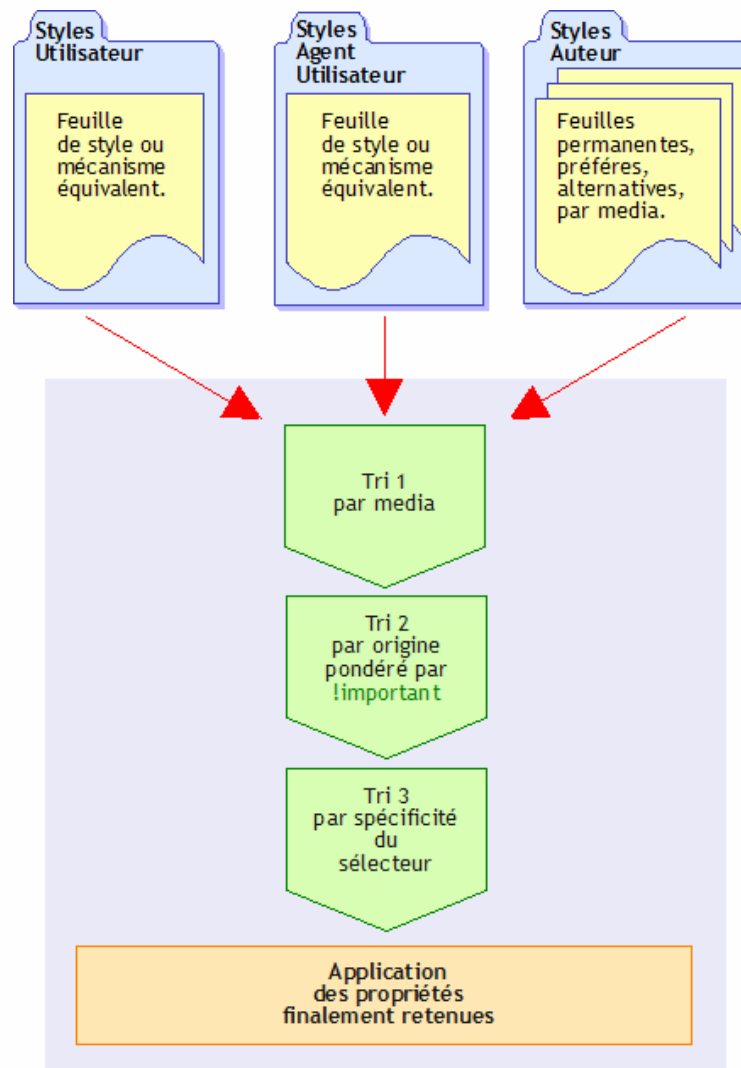 Styles
Utilisateur
Feuille
de style ou
mécanisme
équivalent.
Styles
Agent
Utilisateur
Feuille
de style ou
mécanisme
équivalent.
Styles
Auteur
Feuilles
permanentes,
préféres,
alternatives,
par media.
Tri 1
par media
Tri 2
par origine
pondéré par
!important
Tri 3
par spécificité
du
sélecteur
Application
des propriétés
finalement retenues